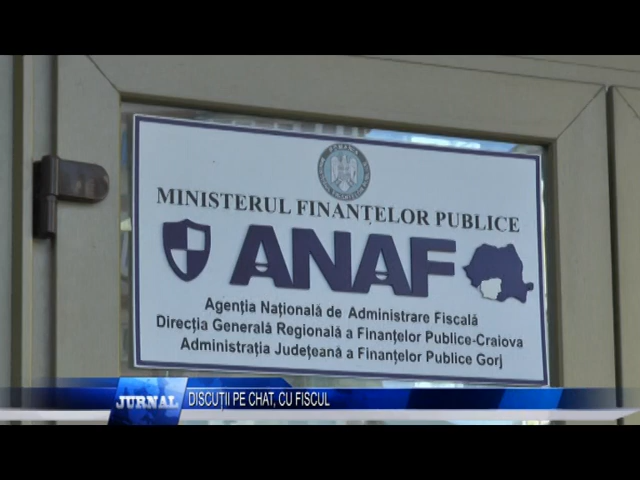 MINISTERUL FINANȚELOR PUBLICE
ANAF
Agenția Națională de Administrare Fiscală
Direcția Generală Regională a Finanțelor Publice-Craiova
Administrația Județeană a Finanțelor Publice Gorj
JURNAL
DISCUȚII PE CHAT, CU FISCUL